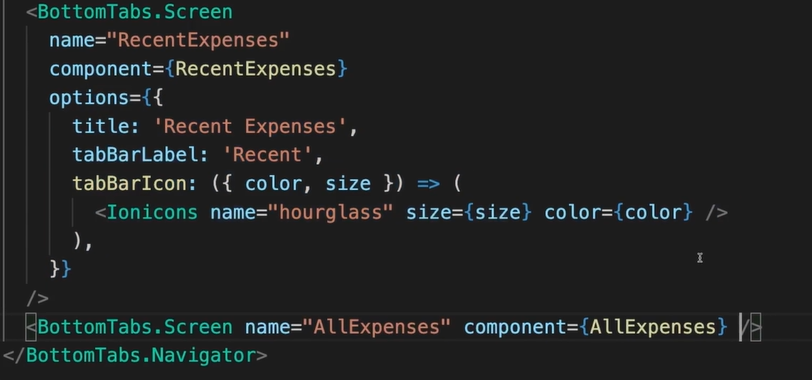 <BottomTabs.Screen
name="RecentExpenses"
component={RecentExpenses}
options={{
title: 'Recent Expenses',
tabBarLabel: 'Recent',
tabBarIcon: ({ color, size }) => (
<Ionicons name="hourglass" size={size} color={color} />
),
}}
/>
<BottomTabs.Screen name="AllExpenses" component={AllExpenses} />
</BottomTabs.Navigator>